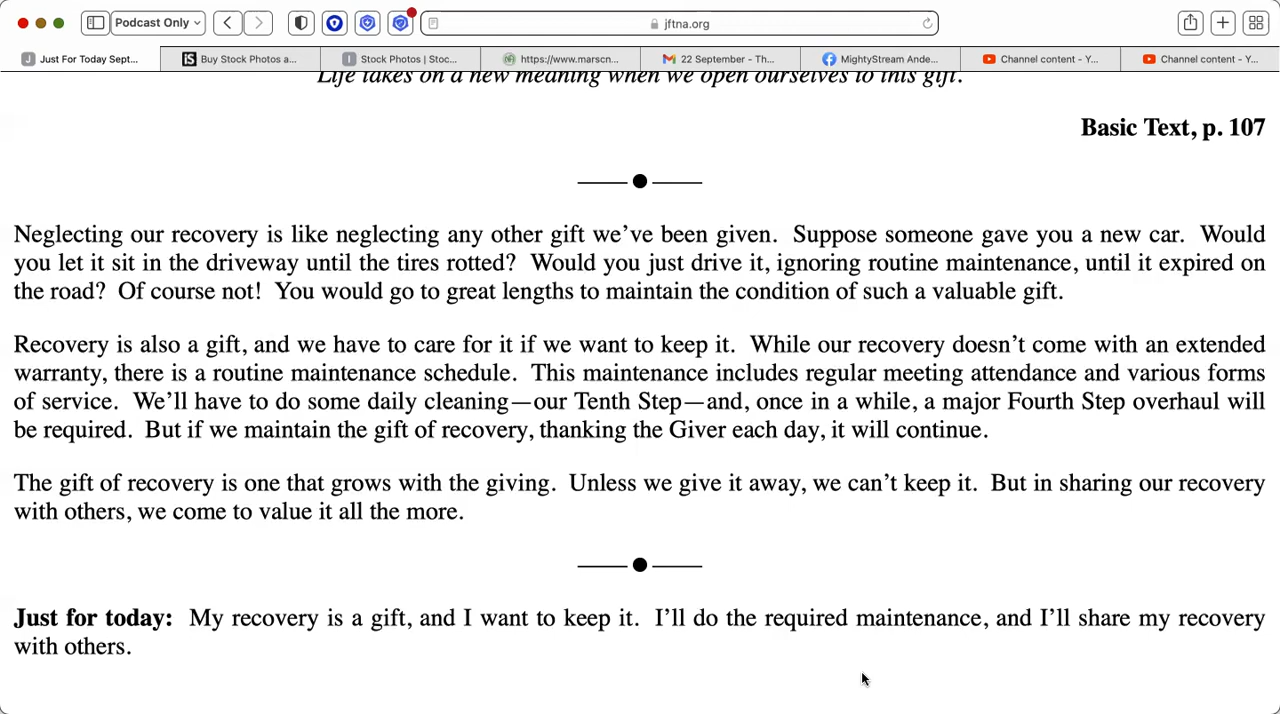 Podcast Only
jftna.org
Just For Today Sept...
Buy Stock Photos a...
Stock Photos | Stoc...
https://www.marscn...
22 September - Th...
MightyStream Ande...
Channel content - Y...
Channel content - Y...
Life takes on a new meaning when we open ourselves to this gift.
Basic Text, p. 107
Neglecting our recovery is like neglecting any other gift we’ve been given. Suppose someone gave you a new car. Would
you let it sit in the driveway until the tires rotted? Would you just drive it, ignoring routine maintenance, until it expired on
the road? Of course not! You would go to great lengths to maintain the condition of such a valuable gift.
Recovery is also a gift, and we have to care for it if we want to keep it. While our recovery doesn’t come with an extended
warranty, there is a routine maintenance schedule. This maintenance includes regular meeting attendance and various forms
of service. We’ll have to do some daily cleaning—our Tenth Step—and, once in a while, a major Fourth Step overhaul will
be required. But if we maintain the gift of recovery, thanking the Giver each day, it will continue.
The gift of recovery is one that grows with the giving. Unless we give it away, we can’t keep it. But in sharing our recovery
with others, we come to value it all the more.
Just for today: My recovery is a gift, and I want to keep it. I’ll do the required maintenance, and I’ll share my recovery
with others.